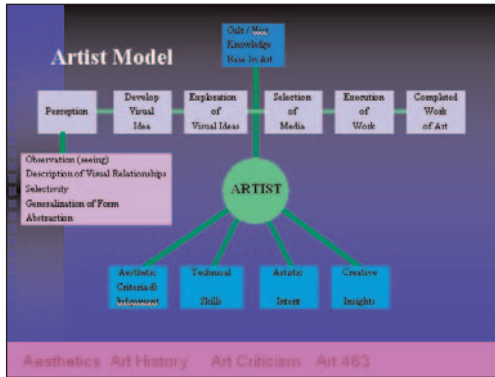 Artist Model
Cult / Hist
Knowledge
Base In Art
Perception
Develop
Visual
Idea
Exploration
of
Visual Ideas
Selection
of
Media
Execution
of
Work
Completed
Work
of Art
Observation (seeing)
Description of Visual Relationships
Selectivity
Generalization of Form
Abstraction
ARTIST
Aesthetic
Criteria &
Judgement
Technical
Skills
Artistic
Intent
Creative
Insights
Aesthetics Art History Art Criticism Art 463